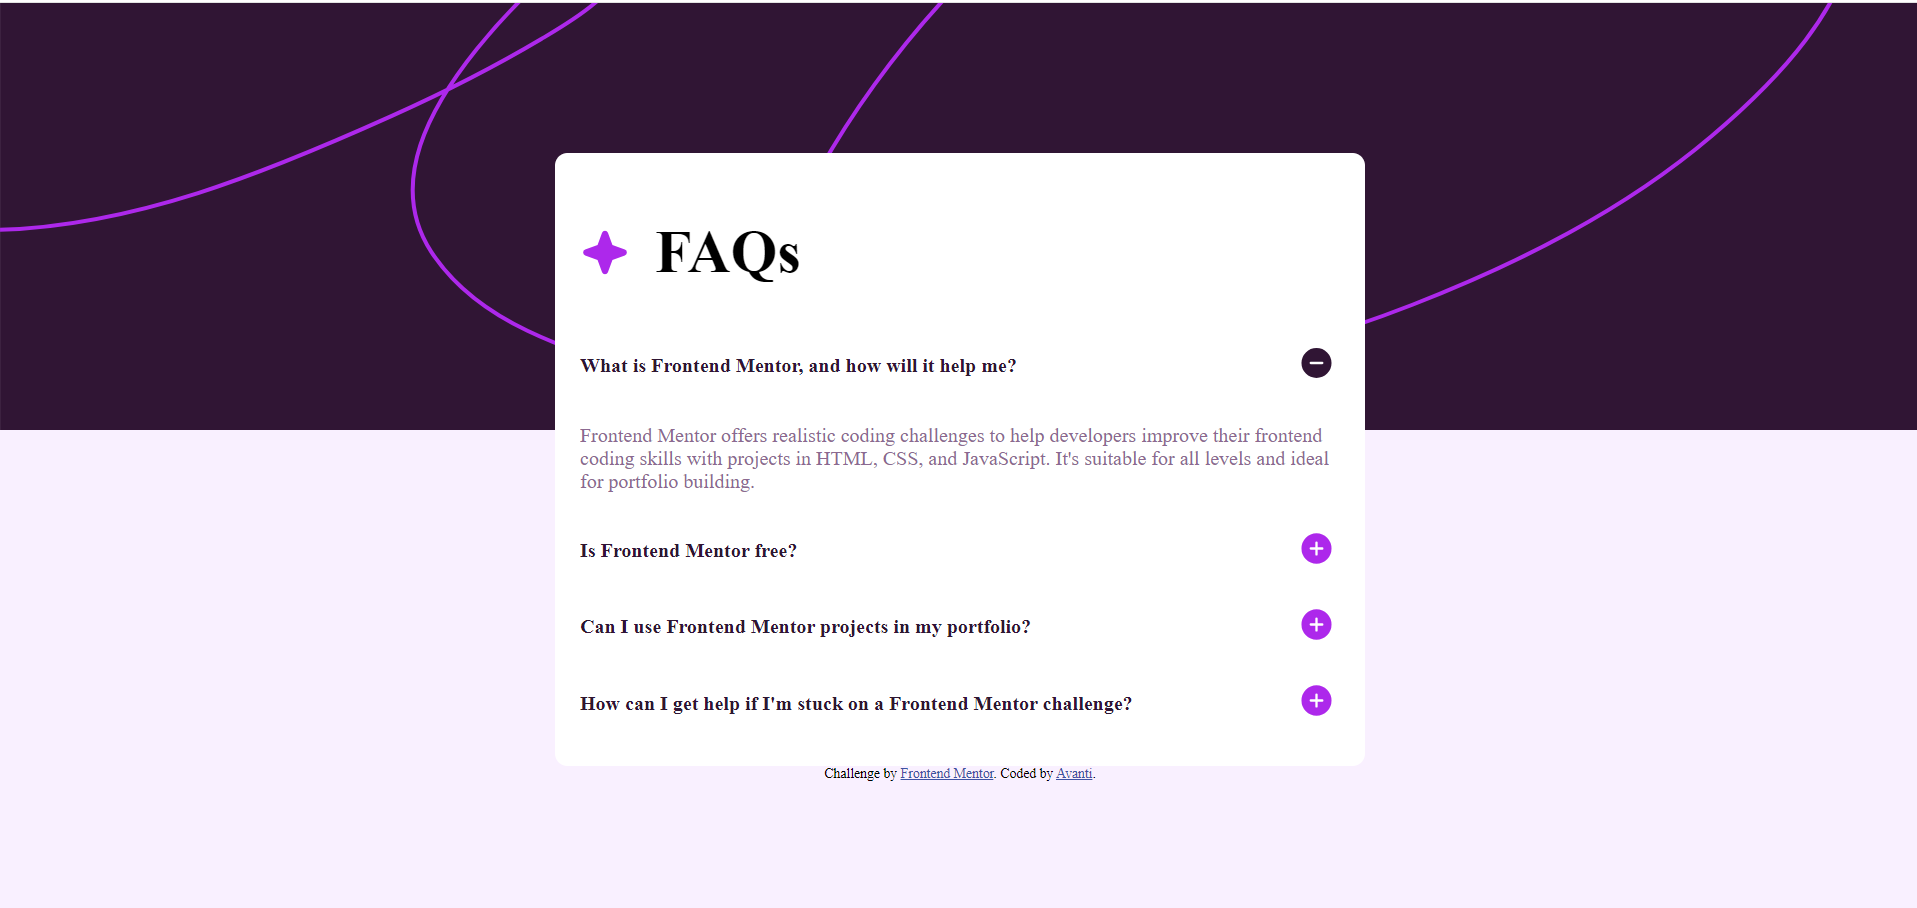 FAQs
What is Frontend Mentor, and how will it help me?
Frontend Mentor offers realistic coding challenges to help developers improve their frontend
coding skills with projects in HTML, CSS, and JavaScript. It's suitable for all levels and ideal
for portfolio building.
Is Frontend Mentor free?
Can I use Frontend Mentor projects in my portfolio?
How can I get help if I'm stuck on a Frontend Mentor challenge?
Challenge by Frontend Mentor. Coded by Avanti.